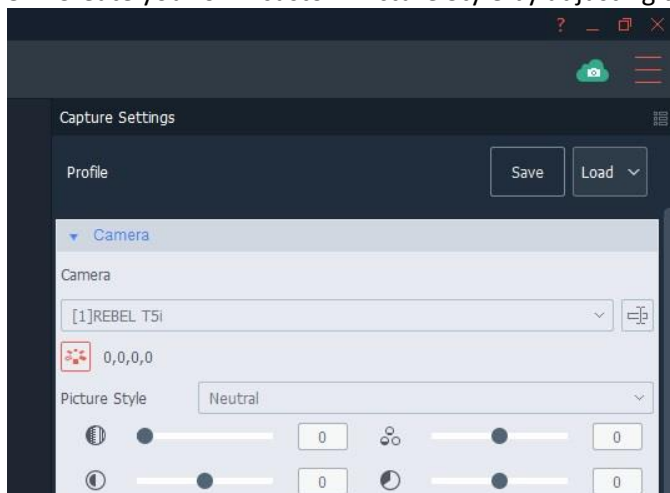 Capture Settings
Profile
Save
Load
Camera
Camera
[1]REBEL T5i
0,0,0,0
Picture Style
Neutral
0
0
0
0